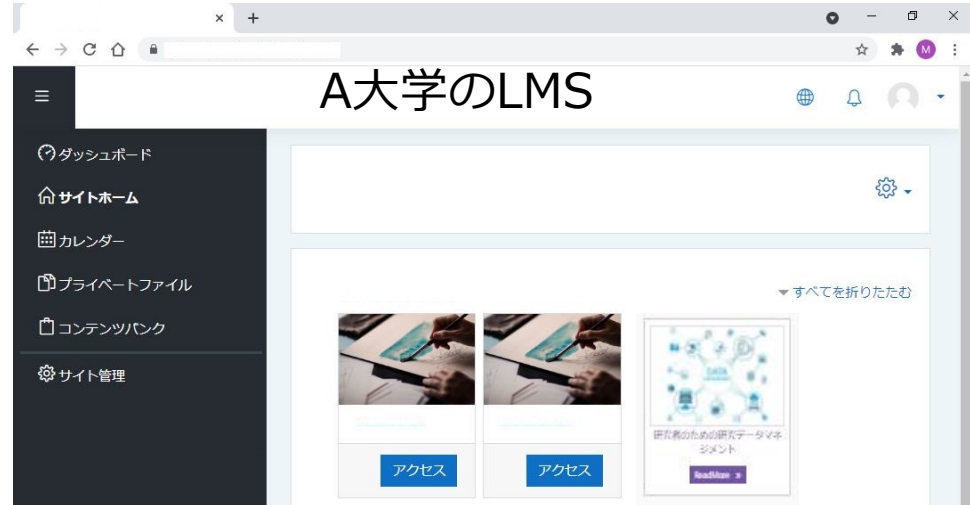 A大学のLMS
M
ダッシュボード
サイトホーム
カレンダー
プライベートファイル
コンテンツバンク
サイト管理
すべてを折りたたむ
アクセス
アクセス
DATA
研究者のための研究データマネ
ジメント
ReadMore »